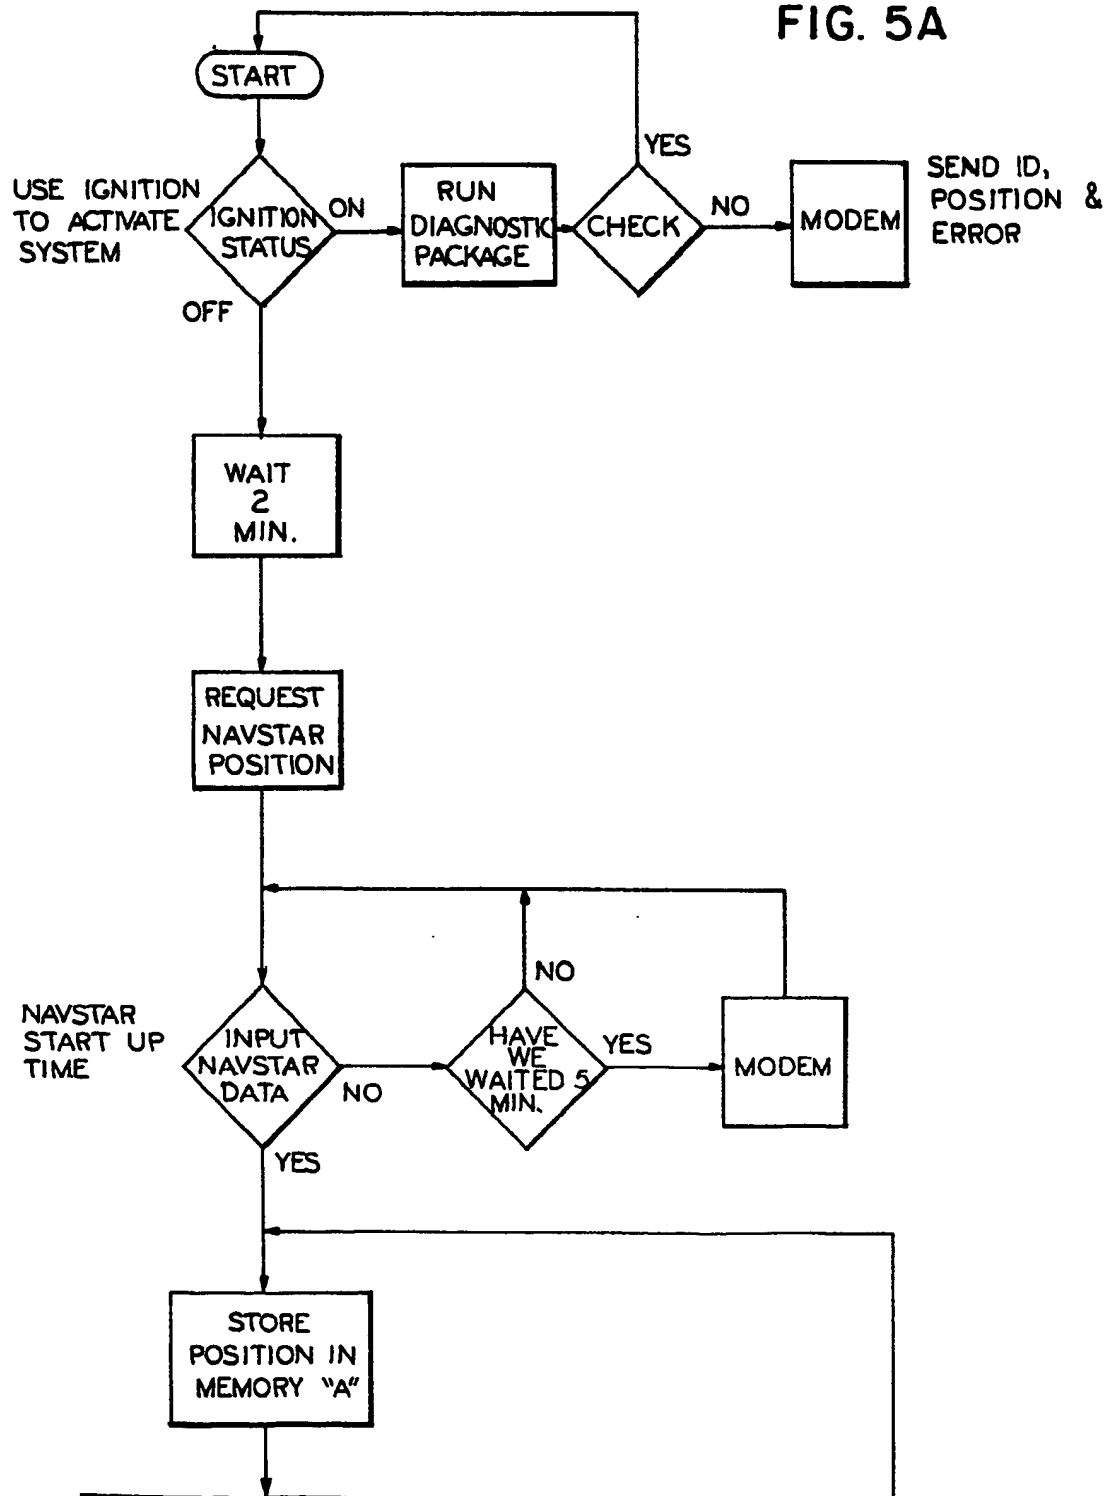 FIG. 5A
START
YES
USE IGNITION
TO ACTIVATE
SYSTEM
IGNITION
STATUS
ON
OFF
RUN
DIAGNOSTIC
PACKAGE
CHECK
NO
MODEM
SEND ID,
POSITION &
ERROR
WAIT
2
MIN.
REQUEST
NAVSTAR
POSITION
NAVSTAR
START UP
TIME
INPUT
NAVSTAR
DATA
NO
YES
HAVE
WE
WAITED 5
MIN.
NO
YES
MODEM
STORE
POSITION IN
MEMORY "A"